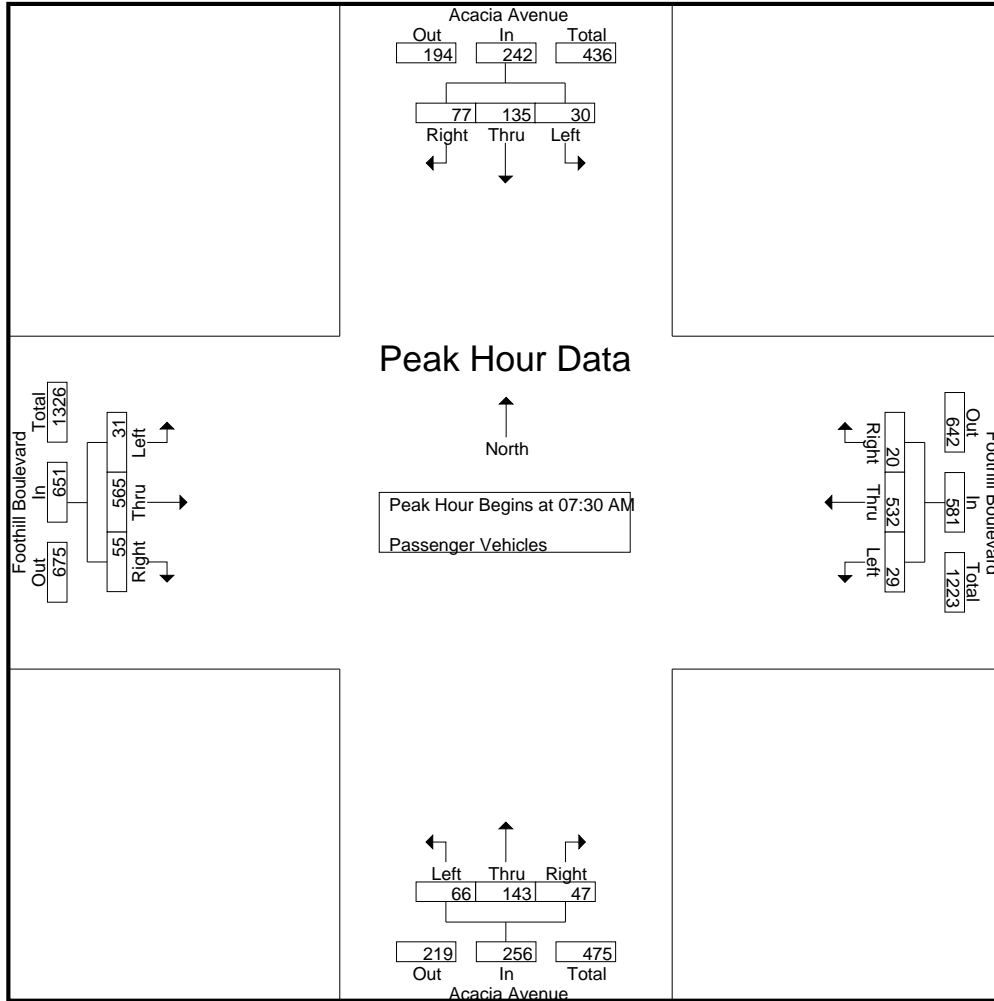 Acacia Avenue
Out In Total
194 242 436
77 135 30
Right Thru Left
Peak Hour Data
North
Peak Hour Begins at 07:30 AM
Passenger Vehicles
Foothill Boulevard
Total In Out
1326 651 675
31 565 55
Left Thru Right
Foothill Boulevard
Out In Total
642 581 1223
Right Thru Left
20 532 29
Left Thru Right
66 143 47
219 256 475
Out In Total
Acacia Avenue